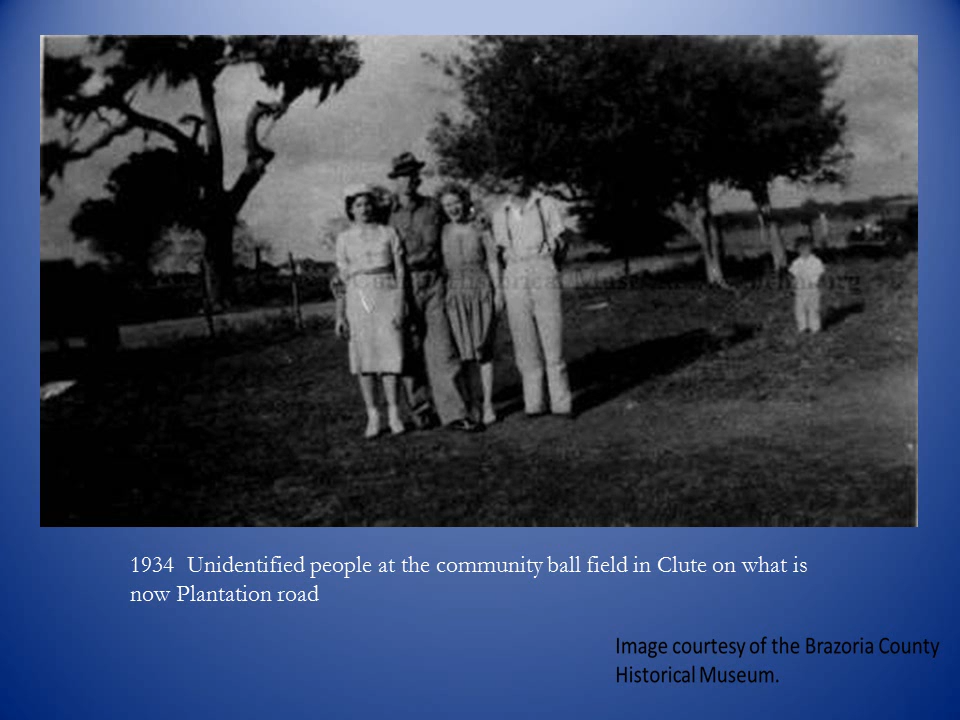 1934  Unidentified people at the community ball field in Clute on what is
now Plantation road
Image courtesy of the Brazoria County
Historical Museum.